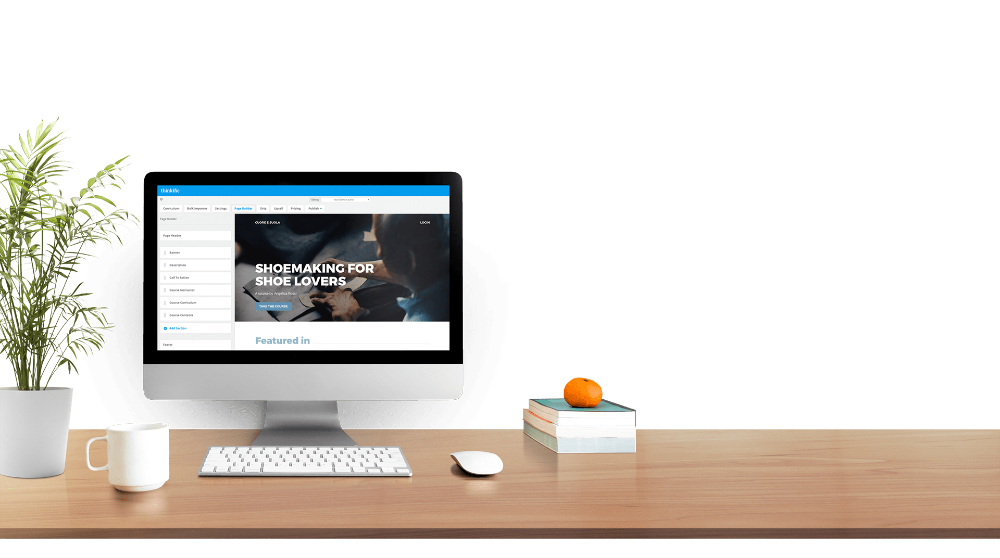 thinkific
Editing Your Demo Course
Curriculum Bulk Importer Settings Page Builder Drip Upsell Pricing Publish
Page Builder
Page Header
Banner
Description
Call To Action
Course Instructor
Course Curriculum
Course Contents
Add Section
Footer
CUORE E SUOLA LOGIN
SHOEMAKING FOR
SHOE LOVERS
A course by Angelica Rossi
TAKE THE COURSE
Featured in